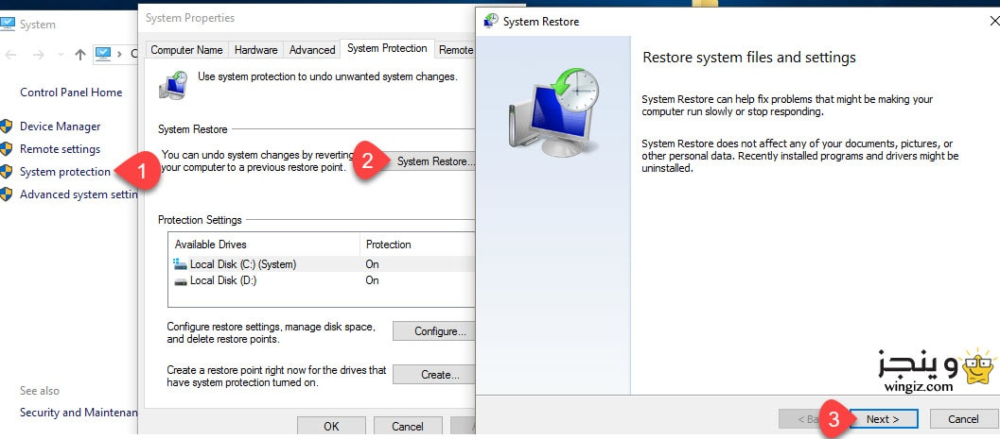 System
C
Control Panel Home
Device Manager
Remote settings
System protection
Advanced system settin
See also
Security and Maintenan
1
System Properties
Computer Name
Hardware
Advanced
System Protection
Remote
Use system protection to undo unwanted system changes.
System Restore
You can undo system changes by reverting
your computer to a previous restore point.
2
System Restore...
Protection Settings
Available Drives
Protection
Local Disk (C:) (System)
On
Local Disk (D:)
On
Configure restore settings, manage disk space,
and delete restore points.
Configure...
Create a restore point right now for the drives that
have system protection turned on.
Create...
OK
Cancel
System Restore
Restore system files and settings
System Restore can help fix problems that might be making your
computer run slowly or stop responding.
System Restore does not affect any of your documents, pictures, or
other personal data. Recently installed programs and drivers might be
uninstalled.
وينجز
wingiz.com
< Ba
3
Next >
Cancel